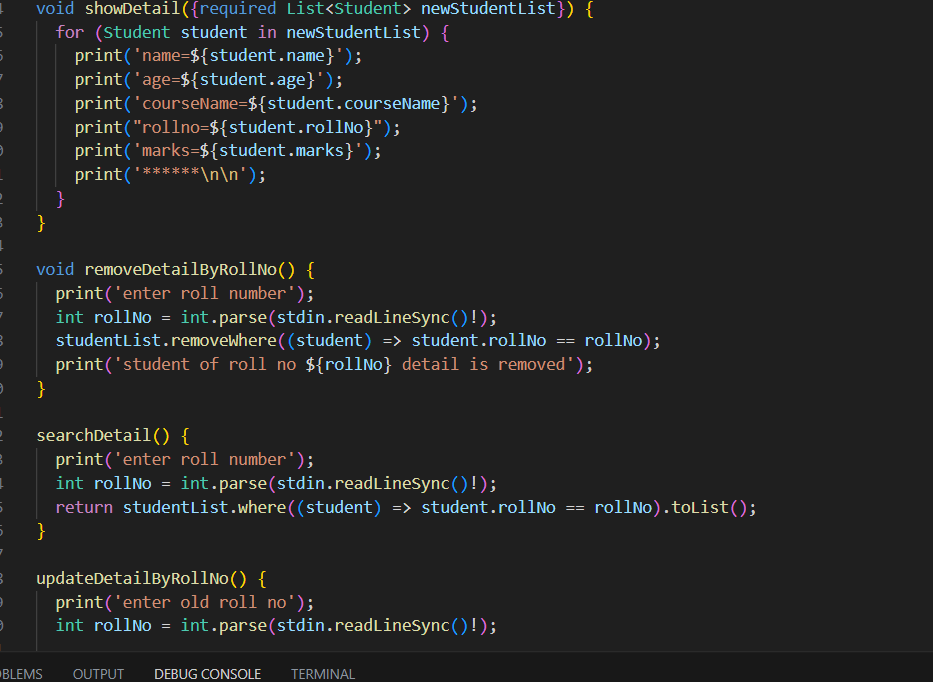 void showDetail({required List<Student> newStudentList}) {
for (Student student in newStudentList) {
print('name=${student.name}');
print('age=${student.age}');
print('courseName=${student.courseName}');
print("rollno=${student.rollNo}");
print('marks=${student.marks}');
print('******\n\n');
}
}
void removeDetailByRollNo() {
print('enter roll number');
int rollNo = int.parse(stdin.readLineSync()!);
studentList.removeWhere((student) => student.rollNo == rollNo);
print('student of roll no ${rollNo} detail is removed');
}
searchDetail() {
print('enter roll number');
int rollNo = int.parse(stdin.readLineSync()!);
return studentList.where((student) => student.rollNo == rollNo).toList();
}
updateDetailByRollNo() {
print('enter old roll no');
int rollNo = int.parse(stdin.readLineSync()!);
OBLEMS OUTPUT DEBUG CONSOLE TERMINAL